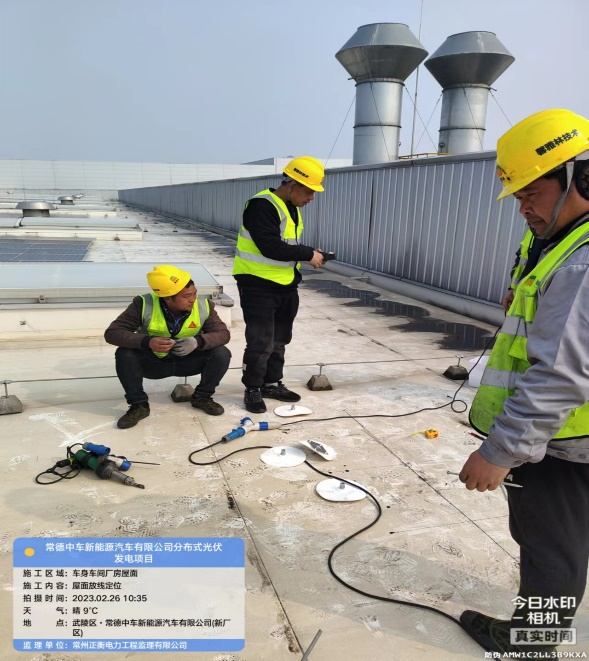 馨雅林技术
常德中车新能源汽车有限公司分布式光伏
发电项目
施工区域：车身车间厂房屋面
施工内容：屋面放线定位
拍摄时间：2023.02.26 10:35
天　　气：晴 9℃
地　　点：武陵区·常德中车新能源汽车有限公司(新厂
区)
监理单位：常州正衡电力工程监理有限公司
今日水印
相机
真实时间
防伪 AMW1C2LL3B9KXA